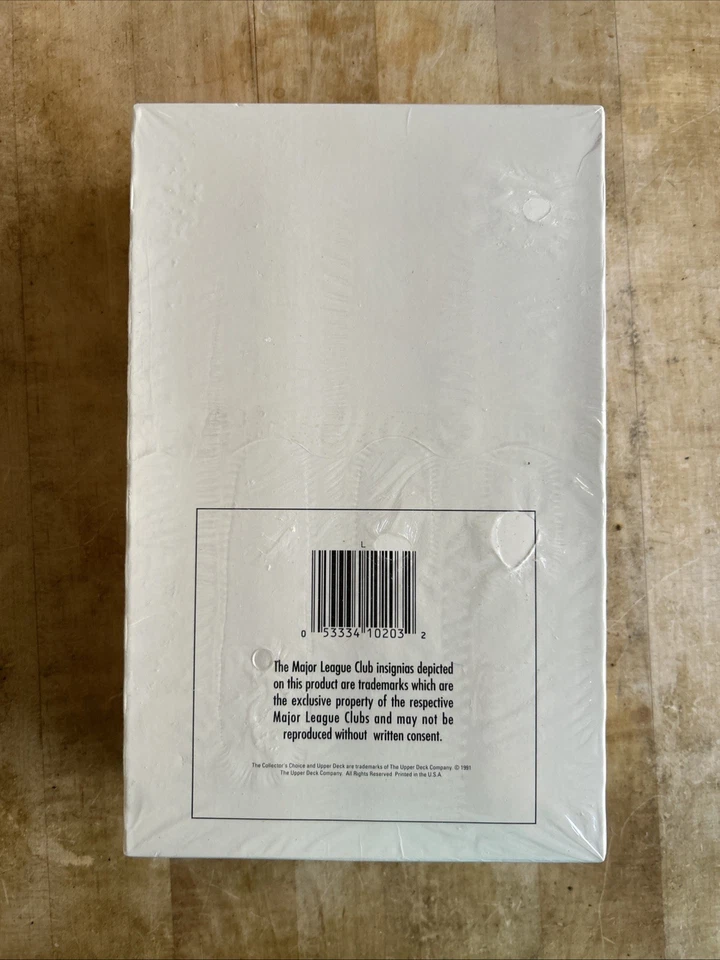 L
0 53334 10203 2
The Major League Club insignias depicted
on this product are trademarks which are
the exclusive property of the respective
Major League Clubs and may not be
reproduced without written consent.
The Collector's Choice and Upper Deck are trademarks of The Upper Deck Company. © 1991
The Upper Deck Company. All Rights Reserved Printed in the U.S.A.